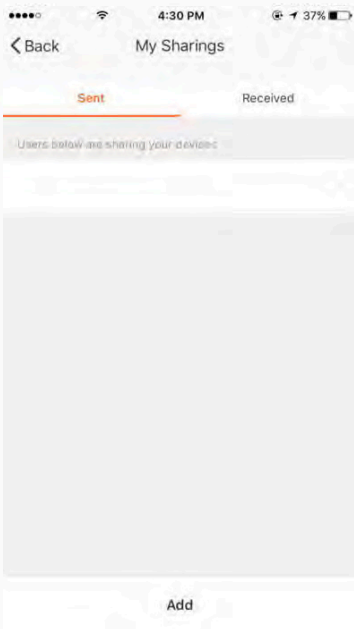 4:30 PM 37%
Back My Sharings
Sent Received
Users below are sharing your devices
Add